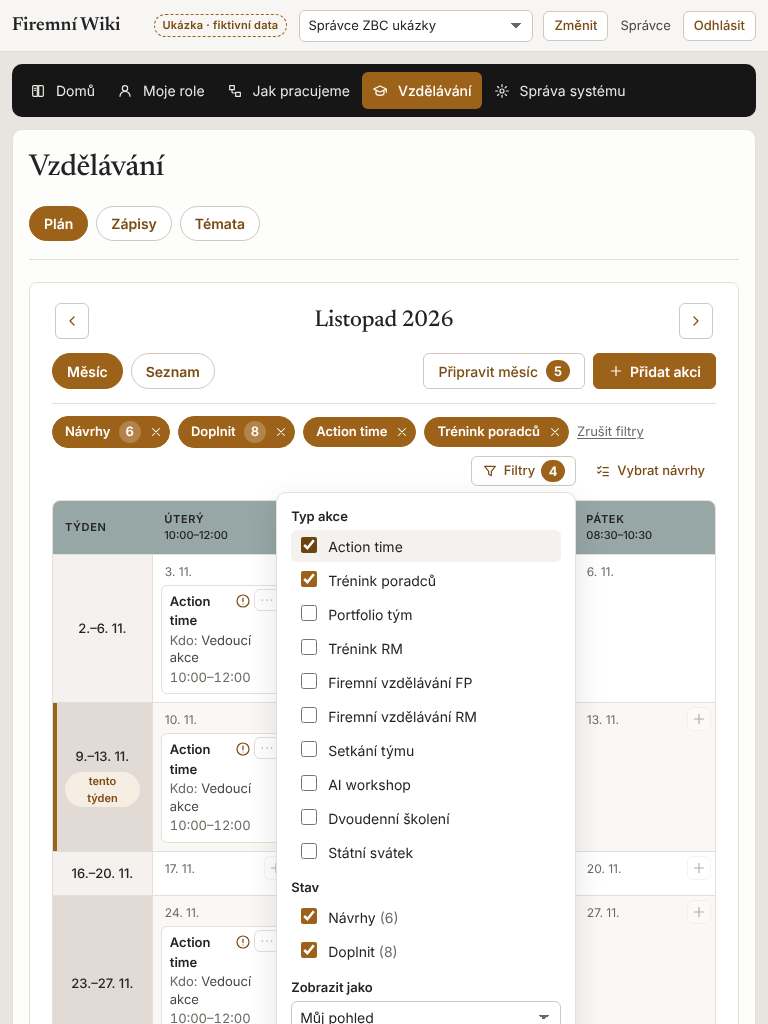 Firemní Wiki
Ukázka · fiktivní data
Správce ZBC ukázky
Změnit
Správce
Odhlásit
Domů
Moje role
Jak pracujeme
Vzdělávání
Správa systému
Vzdělávání
Plán
Zápisy
Témata
Listopad 2026
Měsíc
Seznam
Připravit měsíc 5
+ Přidat akci
Návrhy 6 ×
Doplnit 8 ×
Action time ×
Trénink poradců ×
Zrušit filtry
Filtry 4
Vybrat návrhy
TÝDEN
ÚTERÝ
10:00–12:00
PÁTEK
08:30–10:30
2.–6. 11.
3. 11.
Action
time
Kdo: Vedoucí
akce
10:00–12:00
6. 11.
9.–13. 11.
tento
týden
10. 11.
Action
time
Kdo: Vedoucí
akce
10:00–12:00
13. 11.
16.–20. 11.
17. 11.
20. 11.
23.–27. 11.
24. 11.
Action
time
Kdo: Vedoucí
akce
10:00–12:00
27. 11.
Typ akce
Action time
Trénink poradců
Portfolio tým
Trénink RM
Firemní vzdělávání FP
Firemní vzdělávání RM
Setkání týmu
AI workshop
Dvoudenní školení
Státní svátek
Stav
Návrhy (6)
Doplnit (8)
Zobrazit jako
Můj pohled